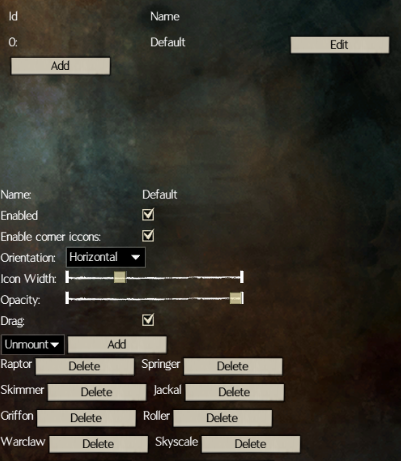 Id Name
0: Default Edit
Add
Name: Default
Enabled
Enable corner iccons:
Orientation: Horizontal
Icon Width:
Opacity:
Drag:
Unmount Add
Raptor Delete Springer Delete
Skimmer Delete Jackal Delete
Griffon Delete Roller Delete
Warclaw Delete Skyscale Delete